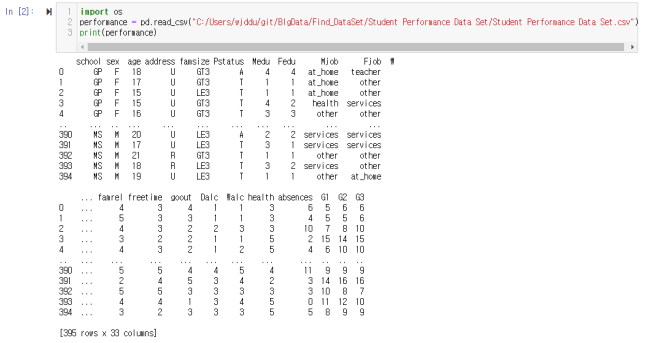 In [2]:
1 import os
2 performance = pd.read_csv("C:/Users/wjddu/git/BigData/Find_DataSet/Student Performance Data Set/Student Performance Data Set.csv")
3 print(performance)
school sex age address famsize Pstatus Medu Fedu Mjob Fjob \
0 GP F 18 U GT3 A 4 4 at_home teacher
1 GP F 17 U GT3 T 1 1 at_home other
2 GP F 15 U LE3 T 1 1 at_home other
3 GP F 15 U GT3 T 4 2 health services
4 GP F 16 U GT3 T 3 3 other other
.. ... .. ... ... ... ... ... ... ... ...
390 MS M 20 U LE3 A 2 2 services services
391 MS M 17 U LE3 T 3 1 services services
392 MS M 21 R GT3 T 1 1 other other
393 MS M 18 R LE3 T 3 2 services other
394 MS M 19 U LE3 T 1 1 other at_home
... famrel freetime goout Dalc Walc health absences G1 G2 G3
0 ... 4 3 4 1 1 3 6 5 6 6
1 ... 5 3 3 1 1 3 4 5 5 6
2 ... 4 3 2 2 3 3 10 7 8 10
3 ... 3 2 2 1 1 5 2 15 14 15
4 ... 4 3 2 1 2 5 4 6 10 10
.. ... ... ... ... ... ... ... ... .. .. ..
390 ... 5 5 4 4 5 4 11 9 9 9
391 ... 2 4 5 3 4 2 3 14 16 16
392 ... 5 5 3 3 3 3 3 10 8 7
393 ... 4 4 1 3 4 5 0 11 12 10
394 ... 3 2 3 3 3 5 5 8 9 9
[395 rows x 33 columns]